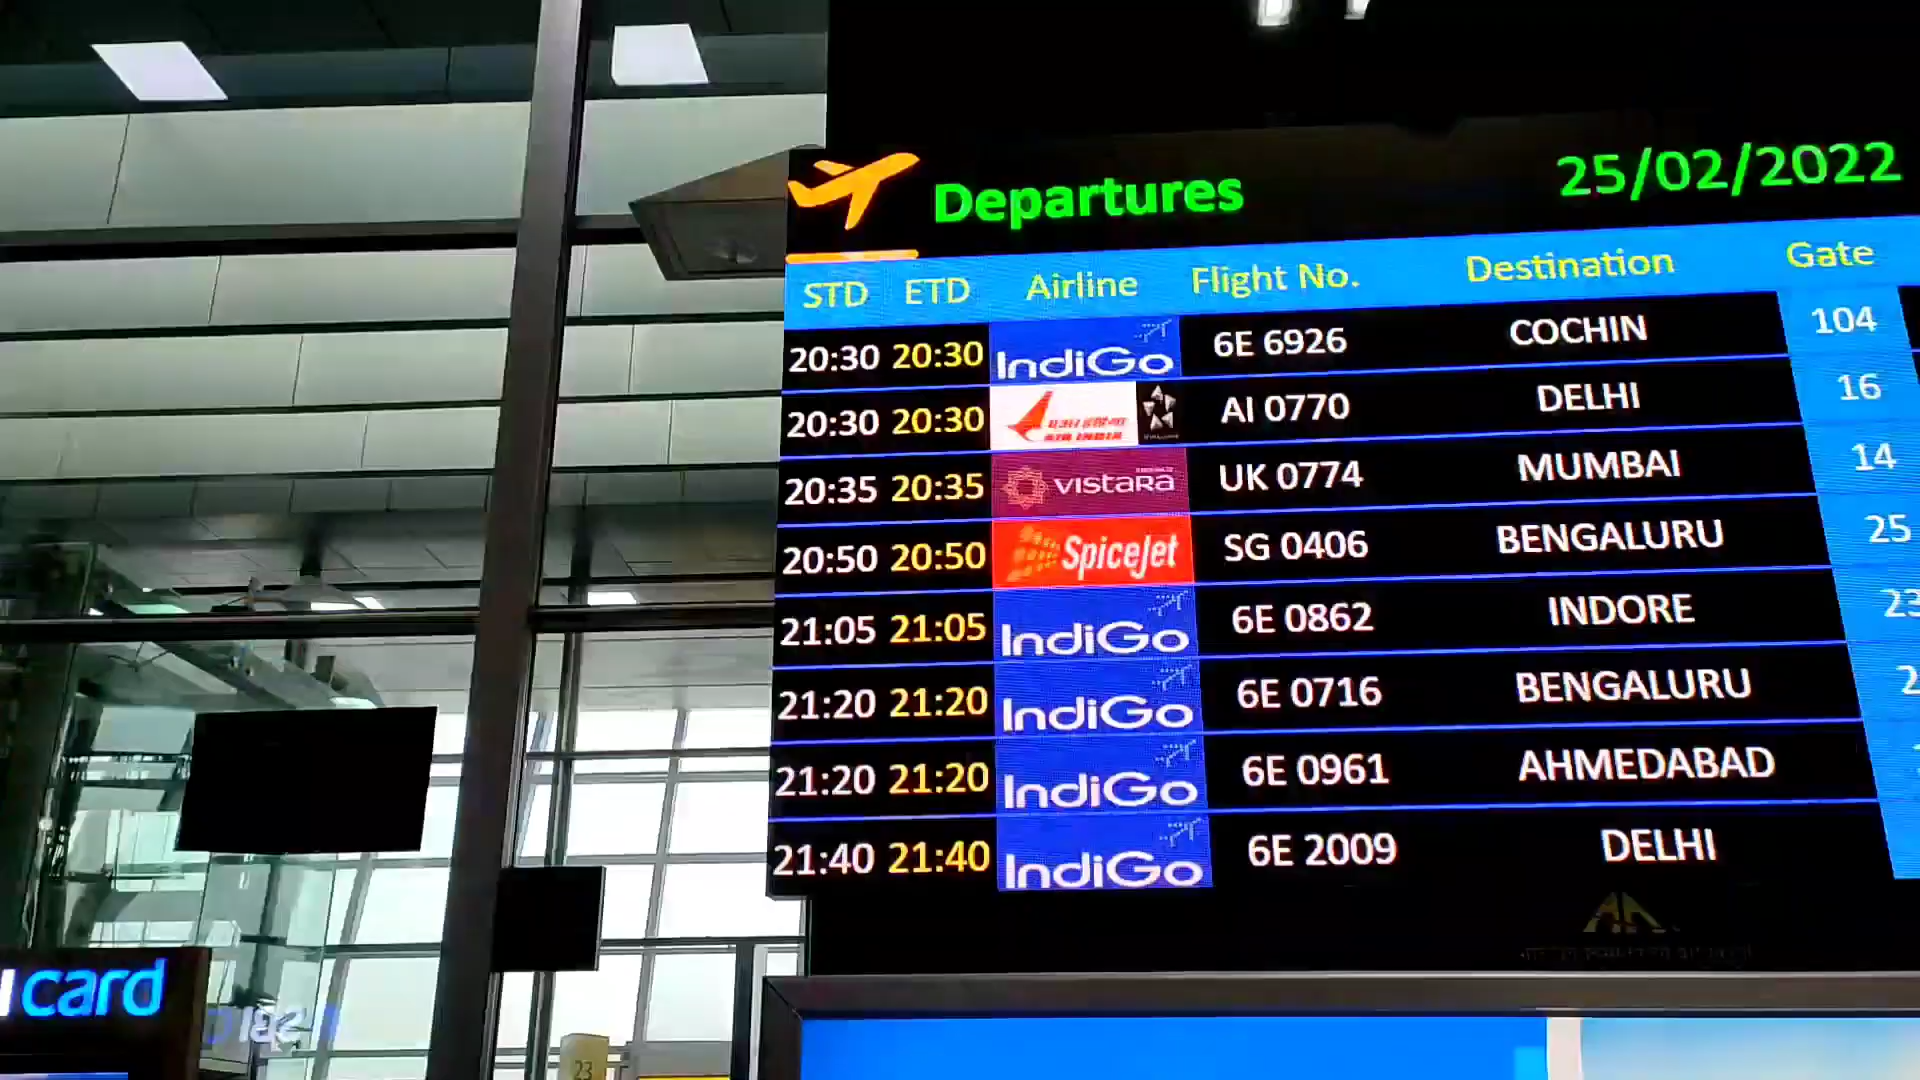 Departures 25/02/2022
STD ETD Airline Flight No. Destination Gate
20:30 20:30 IndiGo 6E 6926 COCHIN 104
20:30 20:30 AIR INDIA AI 0770 DELHI 16
20:35 20:35 VISTARA UK 0774 MUMBAI 14
20:50 20:50 SpiceJet SG 0406 BENGALURU 25
21:05 21:05 IndiGo 6E 0862 INDORE 23
21:20 21:20 IndiGo 6E 0716 BENGALURU
21:20 21:20 IndiGo 6E 0961 AHMEDABAD
21:40 21:40 IndiGo 6E 2009 DELHI
card
23